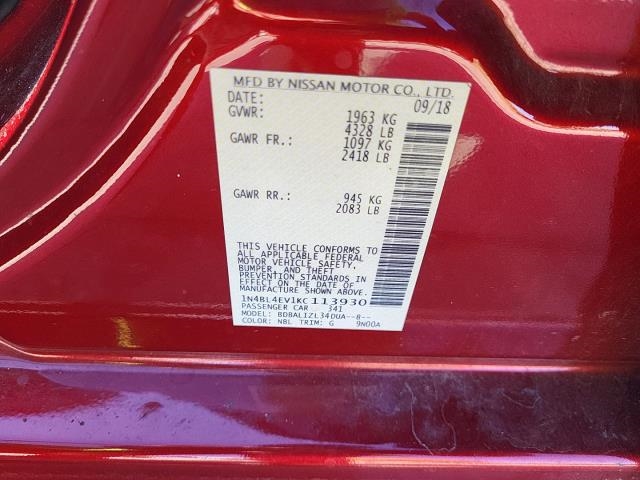 MFD BY NISSAN MOTOR CO., LTD.
DATE: 09/18
GVWR: 1963 KG
4328 LB
GAWR FR.: 1097 KG
2418 LB
GAWR RR.: 945 KG
2083 LB
THIS VEHICLE CONFORMS TO
ALL APPLICABLE FEDERAL
MOTOR VEHICLE SAFETY,
BUMPER, AND THEFT
PREVENTION STANDARDS IN
EFFECT ON THE DATE OF
MANUFACTURE SHOWN ABOVE.
1N4BL4EV1KC113930
PASSENGER CAR 341
MODEL: BDBALIZL34DUA--8--
COLOR: NBL TRIM: G 9N00A